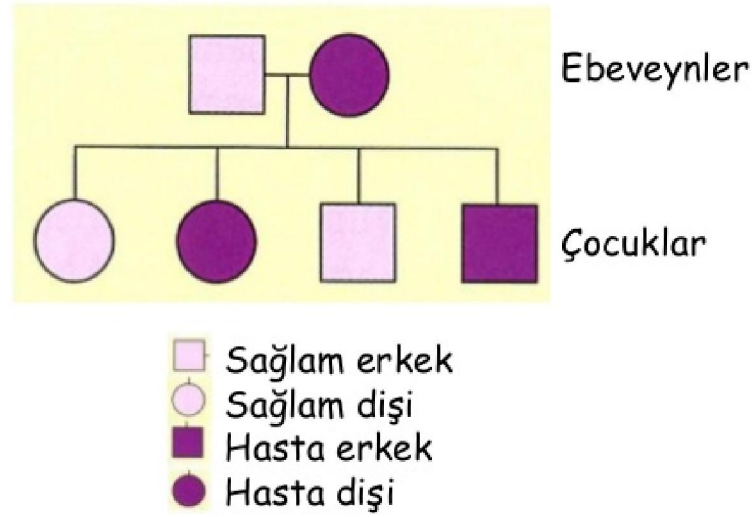 Ebeveynler
Çocuklar
Sağlam erkek
Sağlam dişi
Hasta erkek
Hasta dişi